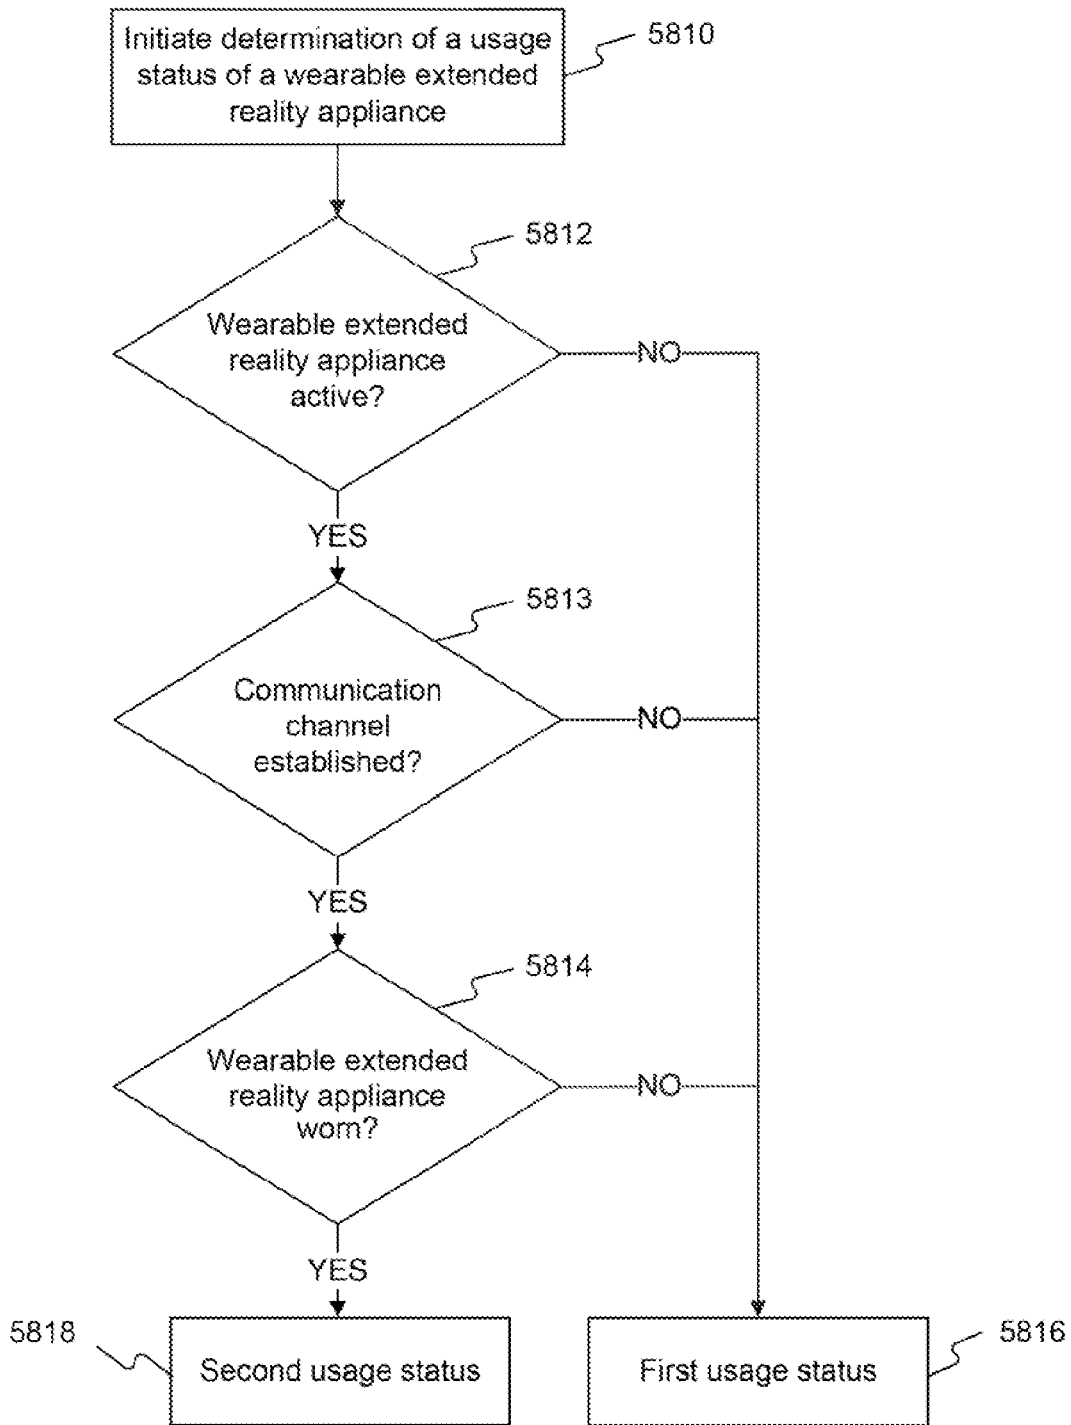 Initiate determination of a usage
status of a wearable extended
reality appliance
5810
5812
Wearable extended
reality appliance
active?
NO
YES
5813
Communication
channel
established?
NO
YES
5814
Wearable extended
reality appliance
worn?
NO
YES
5818
Second usage status
First usage status
5816